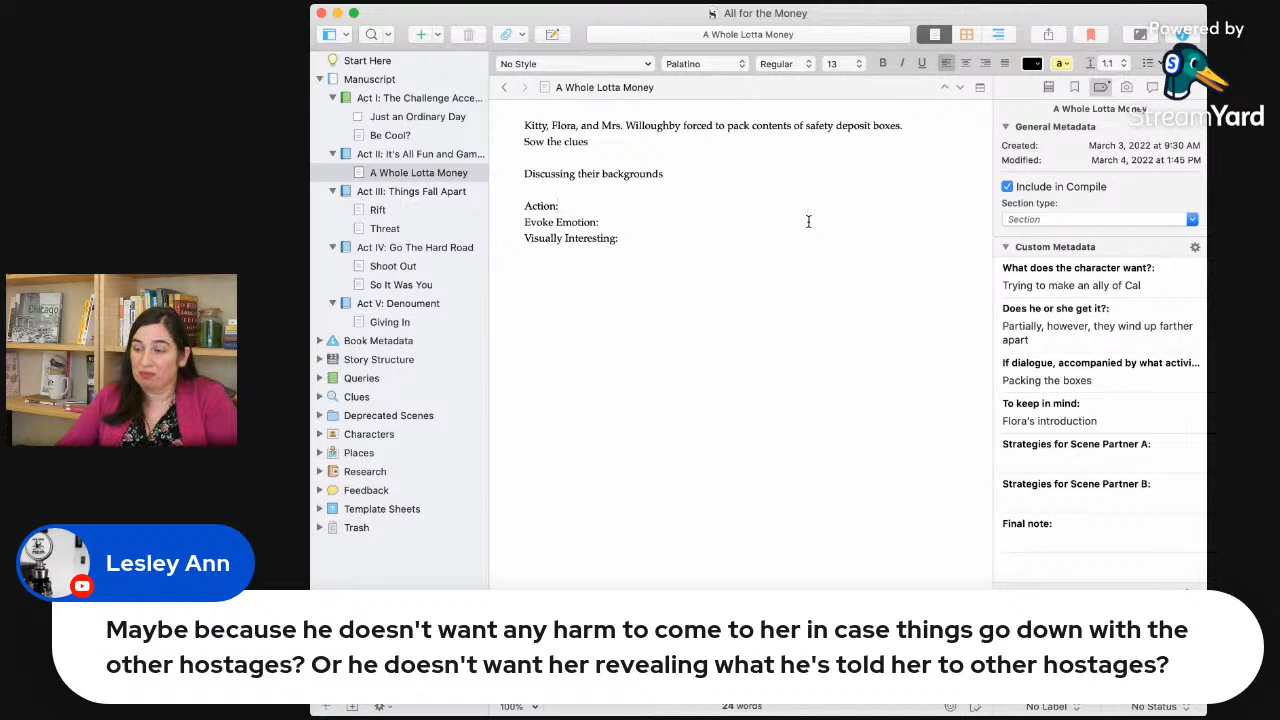 All for the Money
A Whole Lotta Money
Powered by
StreamYard
No Style
Palatino
Regular
13
B
I
U
a
1.1
Start Here
Manuscript
Act I: The Challenge Acce...
Just an Ordinary Day
Be Cool?
Act II: It's All Fun and Gam...
A Whole Lotta Money
Act III: Things Fall Apart
Rift
Threat
Act IV: Go The Hard Road
Shoot Out
So It Was You
Act V: Denoument
Giving In
Book Metadata
Story Structure
Queries
Clues
Deprecated Scenes
Characters
Places
Research
Feedback
Template Sheets
Trash
A Whole Lotta Money
Kitty, Flora, and Mrs. Willoughby forced to pack contents of safety deposit boxes.
Sow the clues
Discussing their backgrounds
Action:
Evoke Emotion:
Visually Interesting:
A Whole Lotta Money
General Metadata
Created: March 3, 2022 at 9:30 AM
Modified: March 4, 2022 at 1:45 PM
Include in Compile
Section type:
Section
Custom Metadata
What does the character want?:
Trying to make an ally of Cal
Does he or she get it?:
Partially, however, they wind up farther
apart
If dialogue, accompanied by what activi...
Packing the boxes
To keep in mind:
Flora's introduction
Strategies for Scene Partner A:
Strategies for Scene Partner B:
Final note:
Chicago
Lesley Ann
Maybe because he doesn't want any harm to come to her in case things go down with the
other hostages? Or he doesn't want her revealing what he's told her to other hostages?
100%
24 words
No Label
No Status